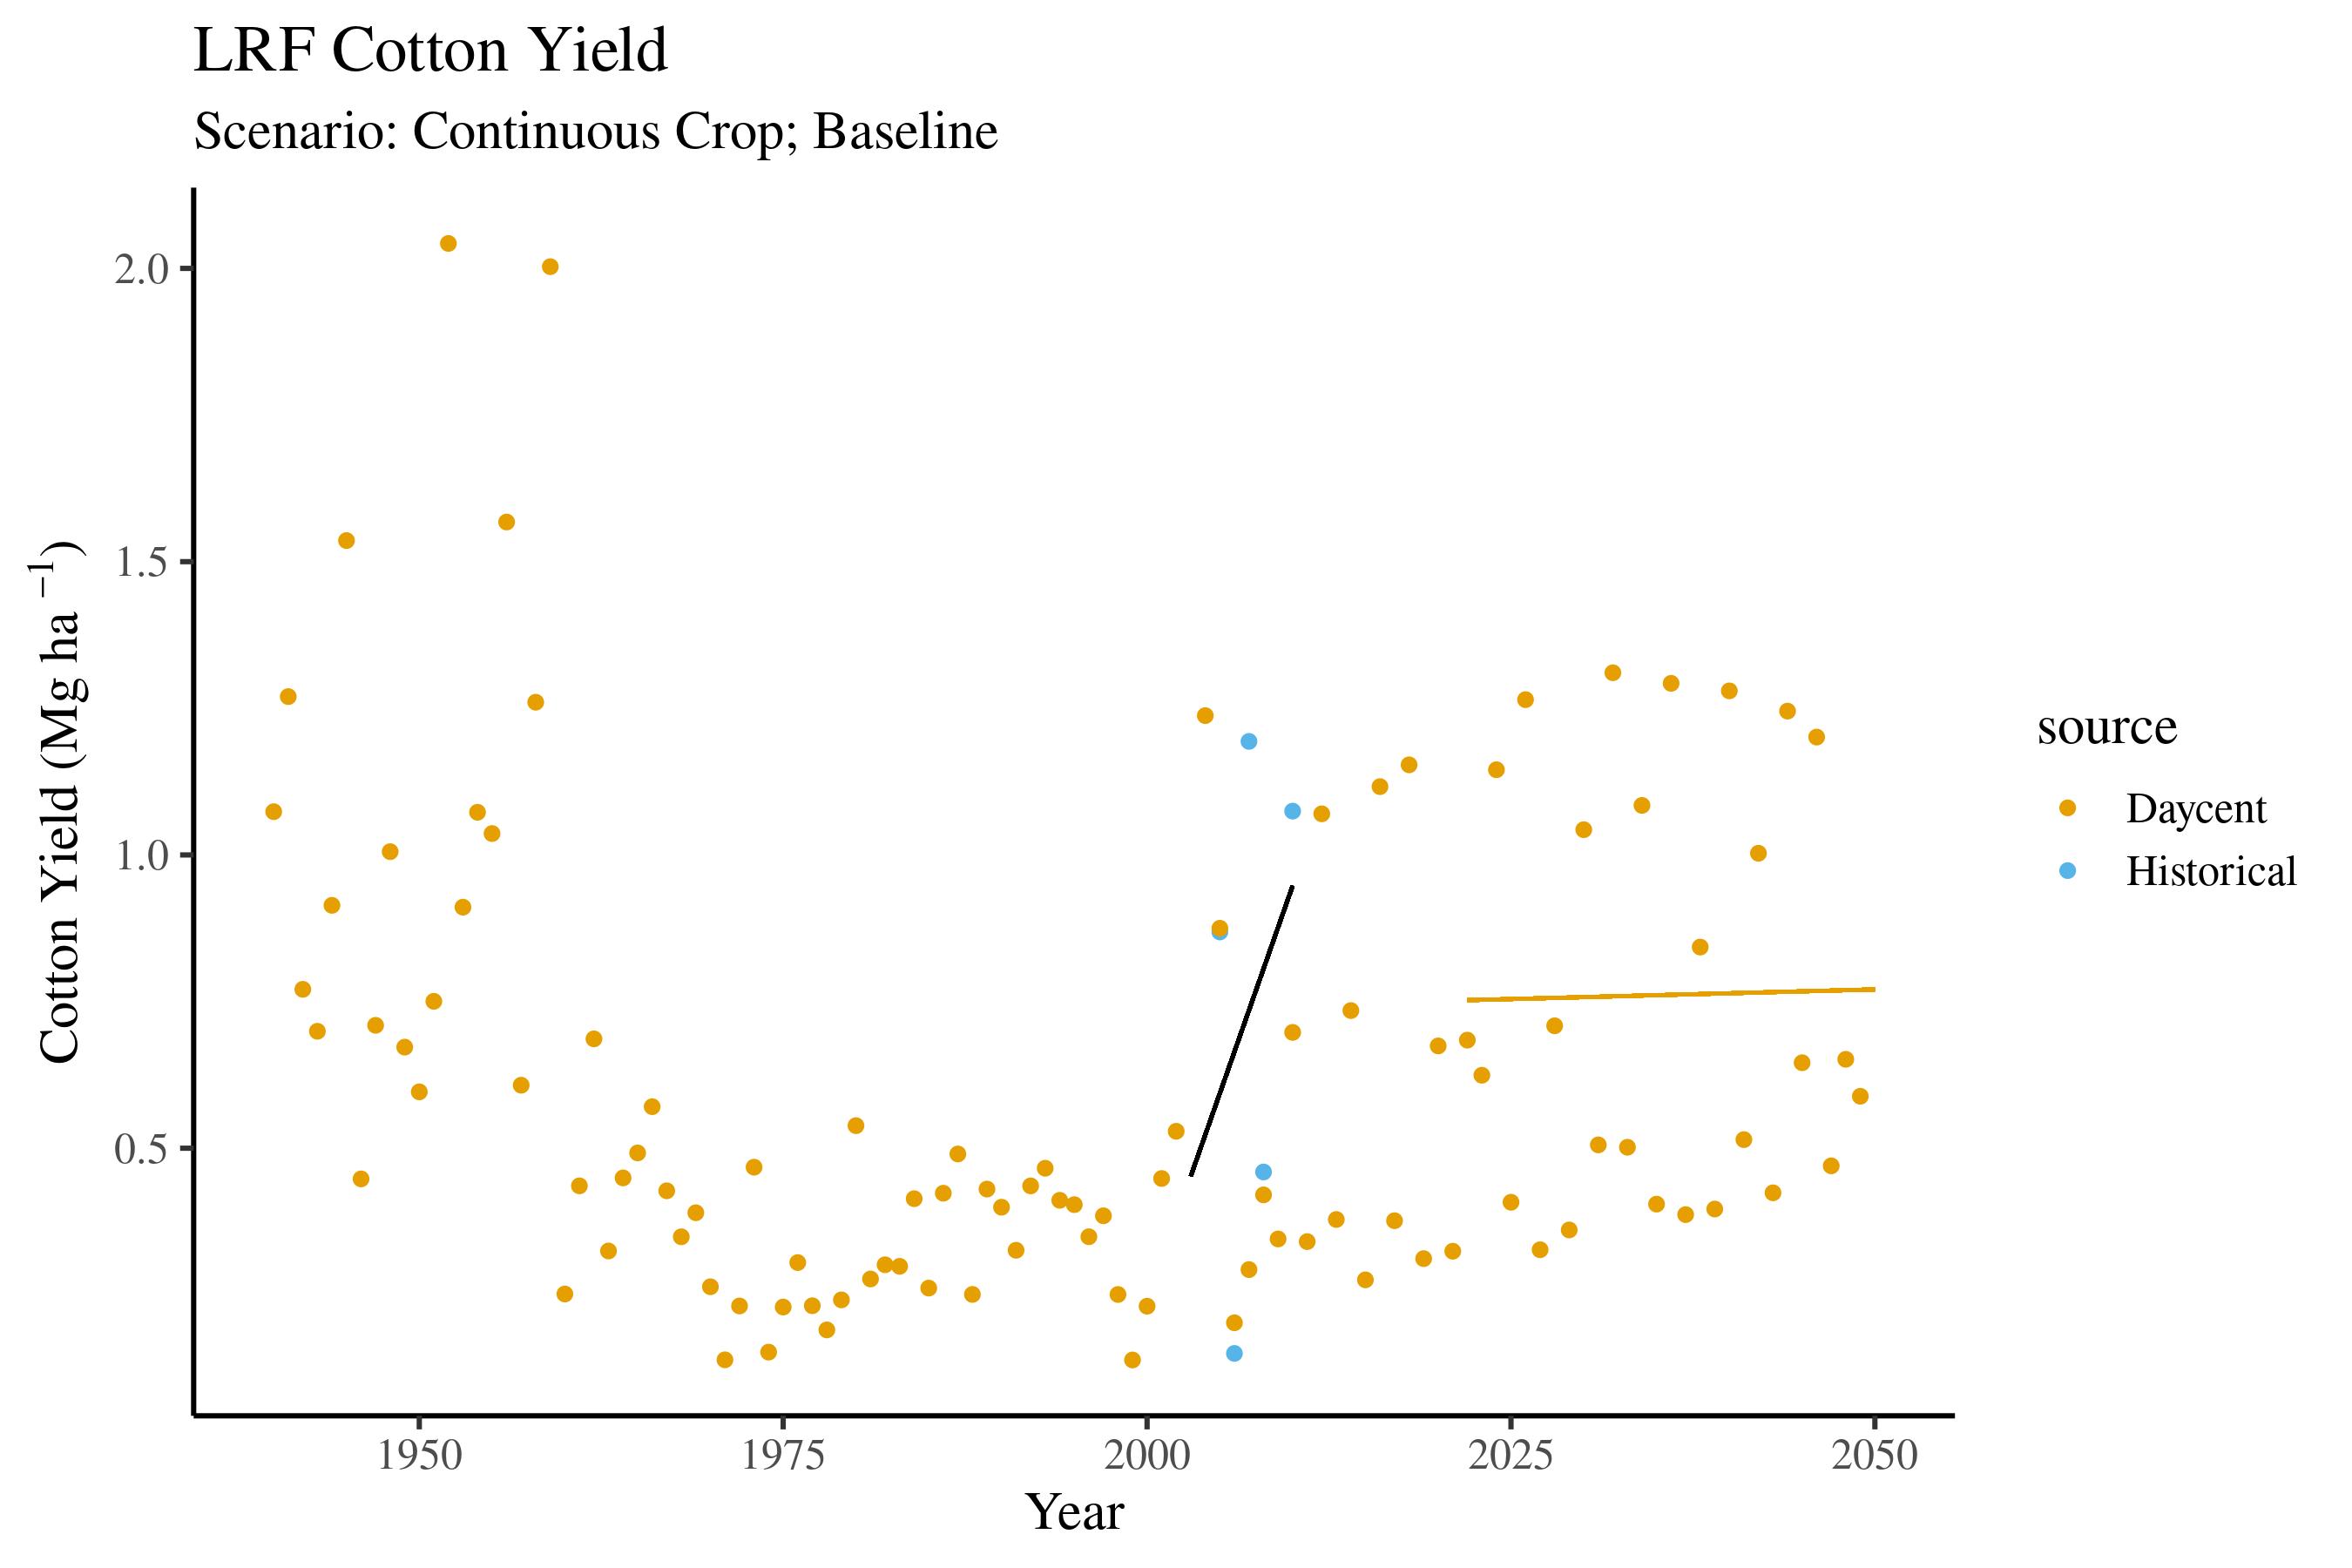 LRF Cotton Yield
Scenario: Continuous Crop; Baseline
Cotton Yield (Mg ha⁻¹)
2.0
1.5
1.0
0.5
1950 1975 2000 2025 2050
Year
source
Daycent
Historical